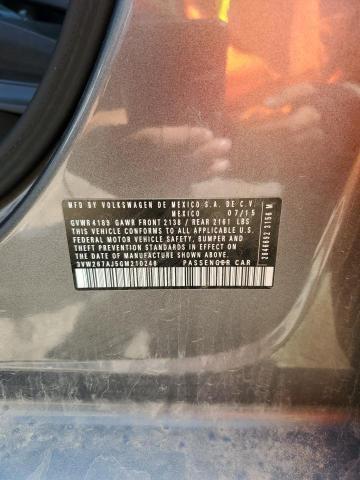 MFD BY VOLKSWAGEN DE MEXICO S.A. DE C.V.
MEXICO 07/15
GVWR 4189 GAWR FRONT 2138 / REAR 2161 LBS
THIS VEHICLE CONFORMS TO ALL APPLICABLE U.S.
FEDERAL MOTOR VEHICLE SAFETY, BUMPER AND
THEFT PREVENTION STANDARDS IN EFFECT ON
THE DATE OF MANUFACTURE SHOWN ABOVE
3VW267AJ5GM210248 PASSENGER CAR